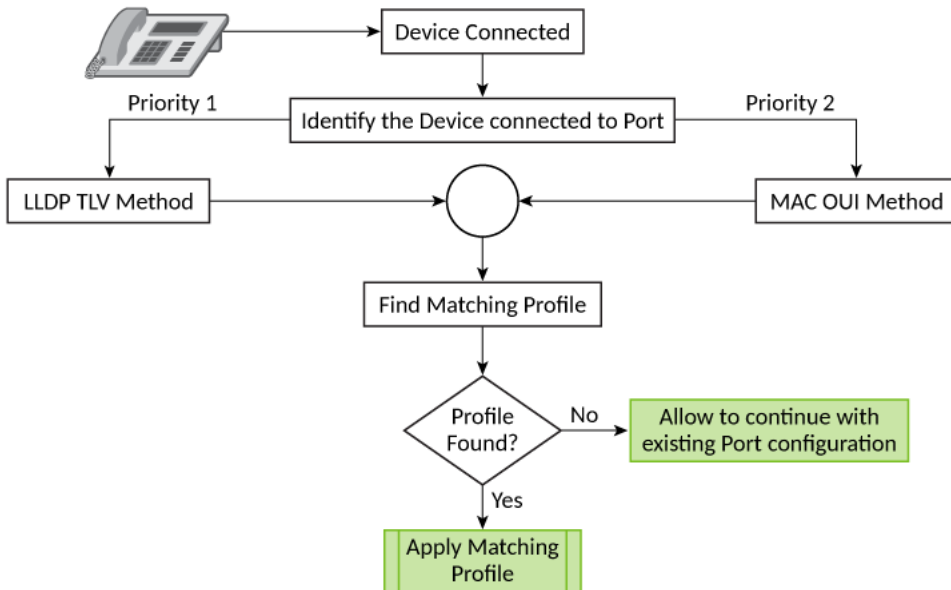 Device Connected
Priority 1
Priority 2
Identify the Device connected to Port
LLDP TLV Method
MAC OUI Method
Find Matching Profile
Profile
Found?
No
Allow to continue with
existing Port configuration
Yes
Apply Matching
Profile